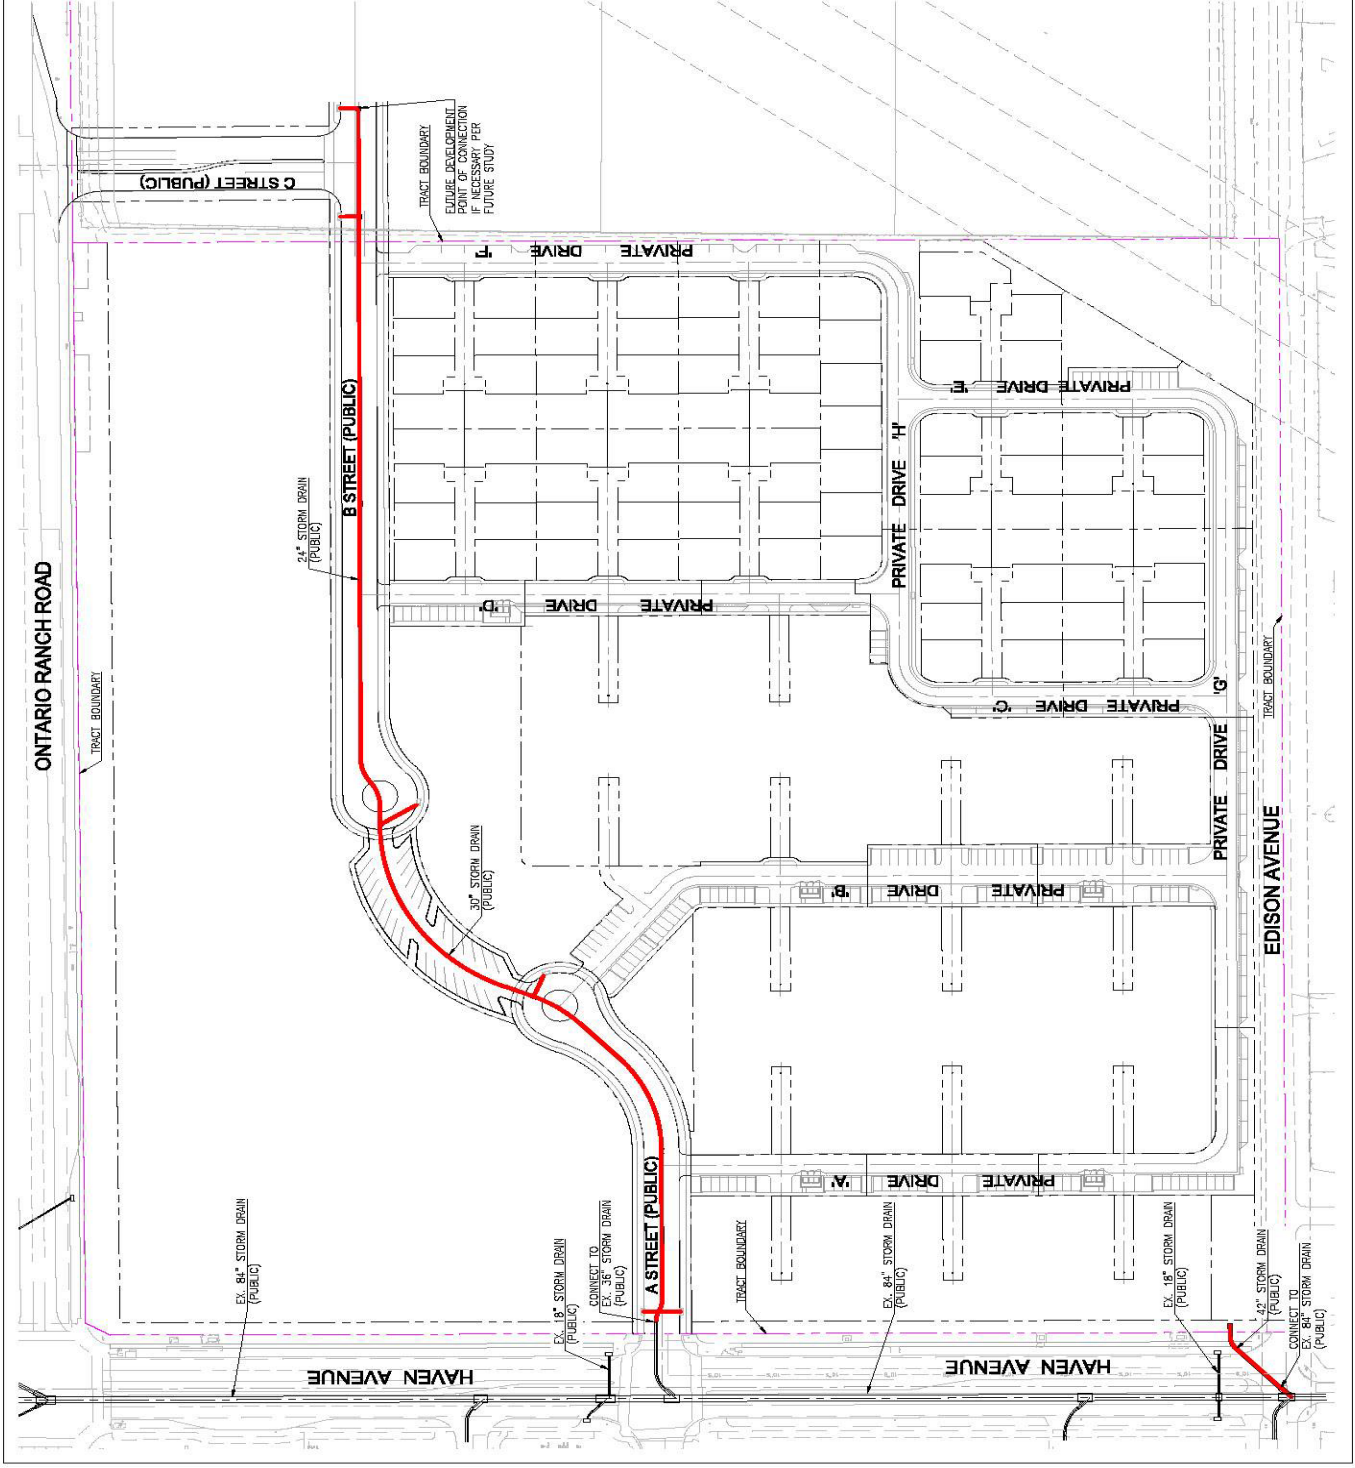 C STREET (PUBLIC)
TRACT BOUNDARY
FUTURE DEVELOPMENT
POINT OF CONNECTION
IF NECESSARY PER
FUTURE STUDY
PRIVATE DRIVE 'F'
B STREET (PUBLIC)
PRIVATE DRIVE 'E'
PRIVATE DRIVE 'H'
24" STORM DRAIN
(PUBLIC)
ONTARIO RANCH ROAD
TRACT BOUNDARY
PRIVATE DRIVE 'D'
PRIVATE DRIVE 'C'
TRACT BOUNDARY
PRIVATE DRIVE 'G'
30" STORM DRAIN
(PUBLIC)
PRIVATE DRIVE 'B'
EDISON AVENUE
A STREET (PUBLIC)
PRIVATE DRIVE 'A'
EX. 84" STORM DRAIN
(PUBLIC)
EX. 18" STORM DRAIN
(PUBLIC)
CONNECT TO
EX. 36" STORM DRAIN
(PUBLIC)
TRACT BOUNDARY
EX. 84" STORM DRAIN
(PUBLIC)
EX. 18" STORM DRAIN
(PUBLIC)
42" STORM DRAIN
(PUBLIC)
CONNECT TO
EX. 84" STORM DRAIN
(PUBLIC)
HAVEN AVENUE
HAVEN AVENUE